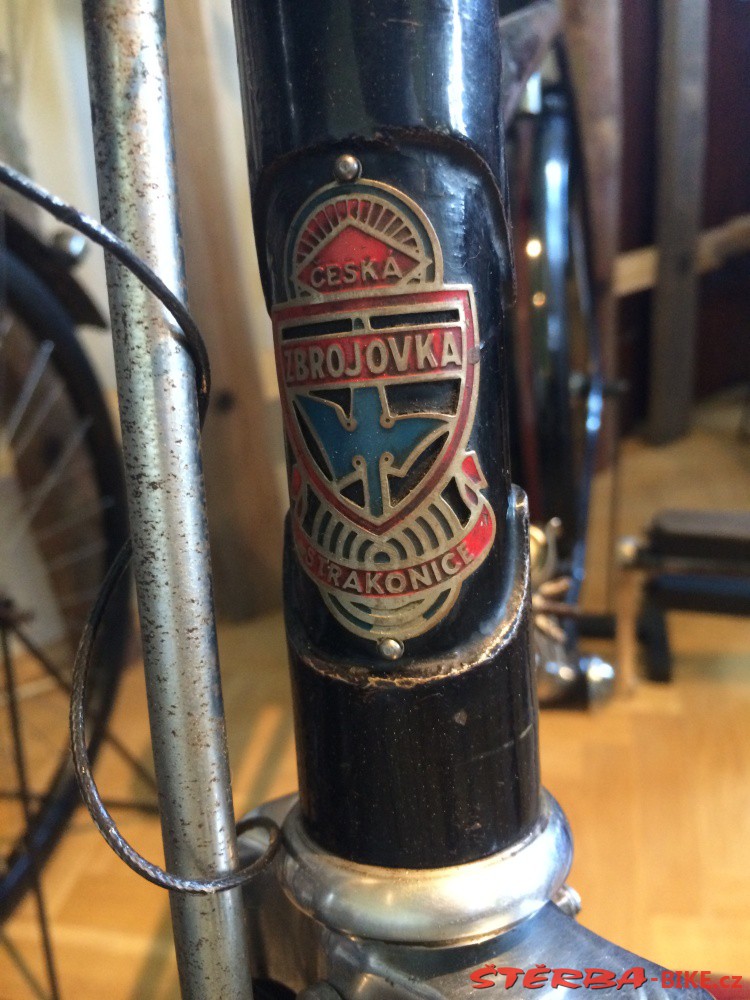 ČESKÁ
ZBROJOVKA
STRAKONICE
ŠTĚRBA-BIKE.cz